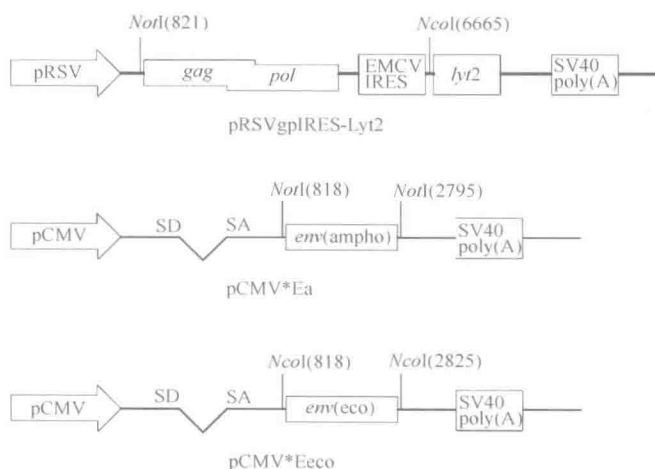 NotI(821) NcoI(6665)
pRSV gag pol EMCV IRES lyt2 SV40 poly(A)
pRSVgpIRES-Lyt2
NotI(818) NotI(2795)
pCMV SD SA env(ampho) SV40 poly(A)
pCMV*Ea
NcoI(818) NcoI(2825)
pCMV SD SA env(eco) SV40 poly(A)
pCMV*Eeco